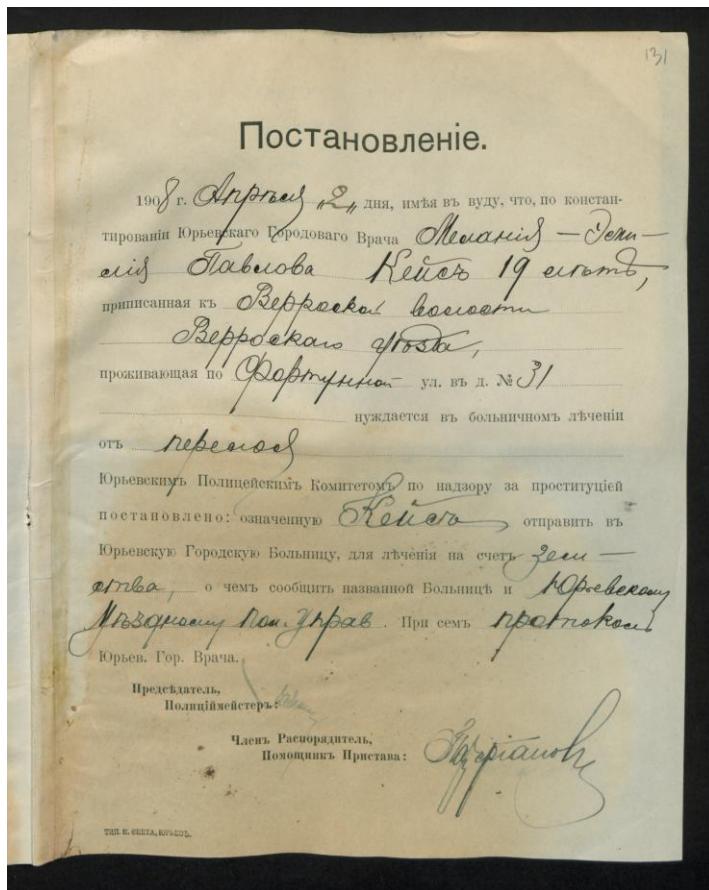 131
Постановленіе.
1908 г. Апрѣля „2„ дня, имѣя въ вуду, что, по констан-
тированіи Юрьевскаго Городоваго Врача Меланія —
лія Павлова Кейсъ 19 лѣтъ,
приписанная къ Верроской волости
Верроскаго уѣзда,
проживающая по Фортунной ул. въ д. № 31
нуждается въ больничномъ лѣченіи
отъ
Юрьевскимъ Полицейскимъ Комитетомъ по надзору за проституціей
постановлено: означенную Кейсъ отправить въ
Юрьевскую Городскую Больницу, для лѣченія на счетъ зем—
ства, о чемъ сообщить названной Больницѣ и Юрьевскому
Уѣздному Пол. Управ. При семъ протоколъ
Юрьев. Гор. Врача.
Предсѣдатель,
Полиціймейстеръ:
Членъ Распорядитель,
Помощникъ Пристава:
ЮРЬЕВЪ.